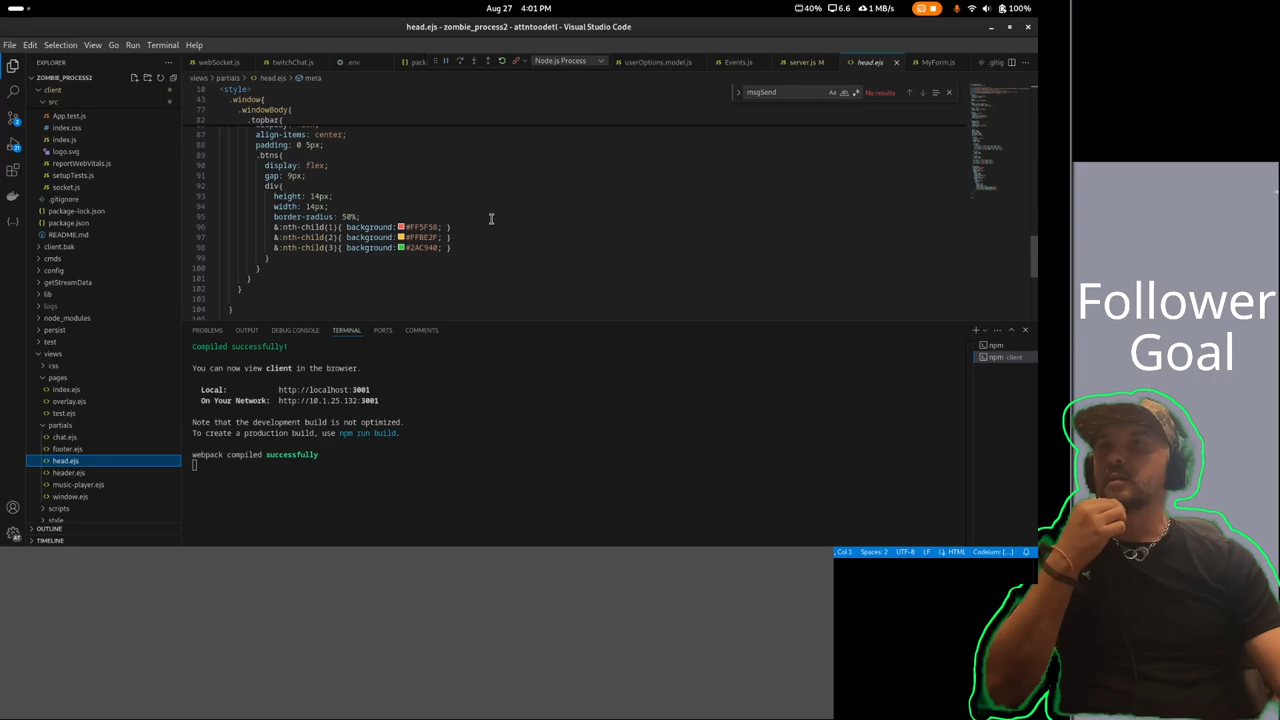 Aug 27 4:01 PM
40% 6.6 1 MB/s 100%
head.ejs - zombie_process2 - attntoodetl - Visual Studio Code
File Edit Selection View Go Run Terminal Help
EXPLORER
webSocket.js twitchChat.js .env Node.js Process userOptions.model.js Events.js server.js M head.ejs MyForm.js .gitig
ZOMBIE_PROCESS2
views > partials > head.ejs > meta
msgSend
Aa
No results
client
src
App.test.js
index.css
index.js
logo.svg
reportWebVitals.js
setupTests.js
socket.js
.gitignore
package-lock.json
package.json
README.md
client.bak
cmds
config
getStreamData
lib
logs
node_modules
persist
test
views
css
pages
index.ejs
overlay.ejs
test.ejs
partials
chat.ejs
footer.ejs
head.ejs
header.ejs
music-player.ejs
window.ejs
scripts
style
OUTLINE
TIMELINE
10 <style>
43 .window{
77 .windowBody{
82 .topbar{
87 align-items: center;
88 padding: 0 5px;
89 .btns{
90 display: flex;
91 gap: 9px;
92 div{
93 height: 14px;
94 width: 14px;
95 border-radius: 50%;
96 &:nth-child(1){ background: #FF5F58; }
97 &:nth-child(2){ background: #FFBE2F; }
98 &:nth-child(3){ background: #2AC940; }
99 }
100 }
101 }
102 }
103
104 }
PROBLEMS OUTPUT DEBUG CONSOLE TERMINAL PORTS COMMENTS
npm
npm client
Compiled successfully!
You can now view client in the browser.
Local: http://localhost:3001
On Your Network: http://10.1.25.132:3001
Note that the development build is not optimized.
To create a production build, use npm run build.
webpack compiled successfully
Col 1 Spaces: 2 UTF-8 LF HTML Codeium: {...}
Follower
Goal